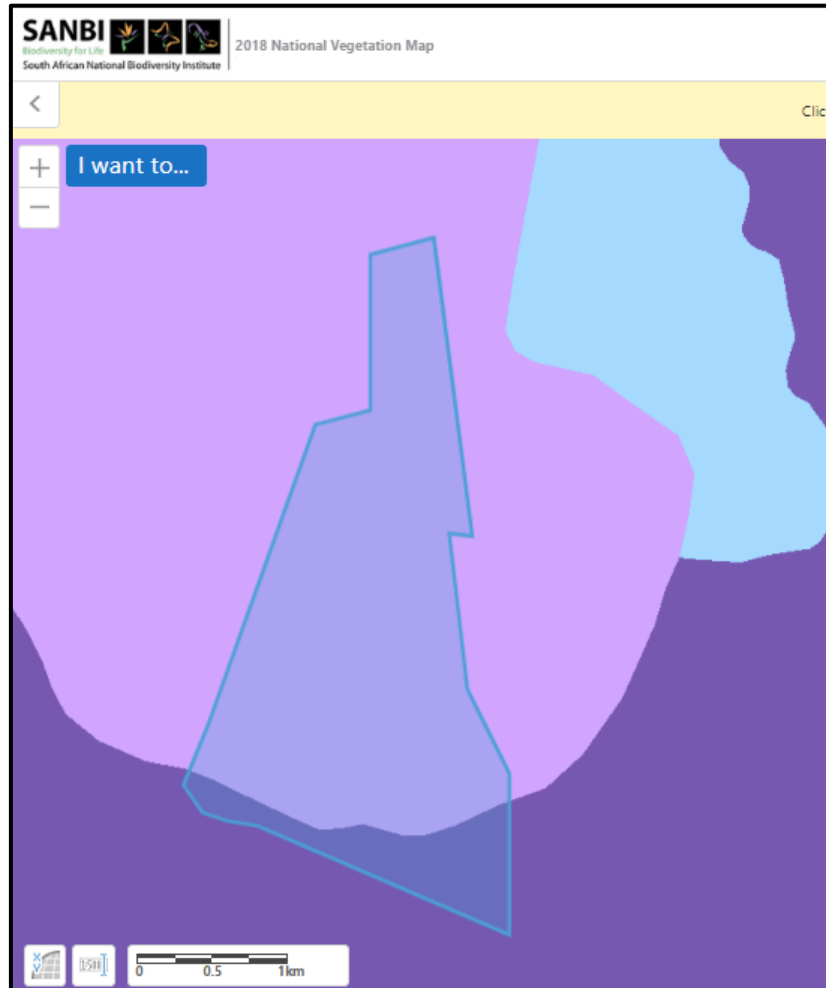 SANBI
Biodiversity for Life
South African National Biodiversity Institute
2018 National Vegetation Map
Clic
I want to...
0 0.5 1km